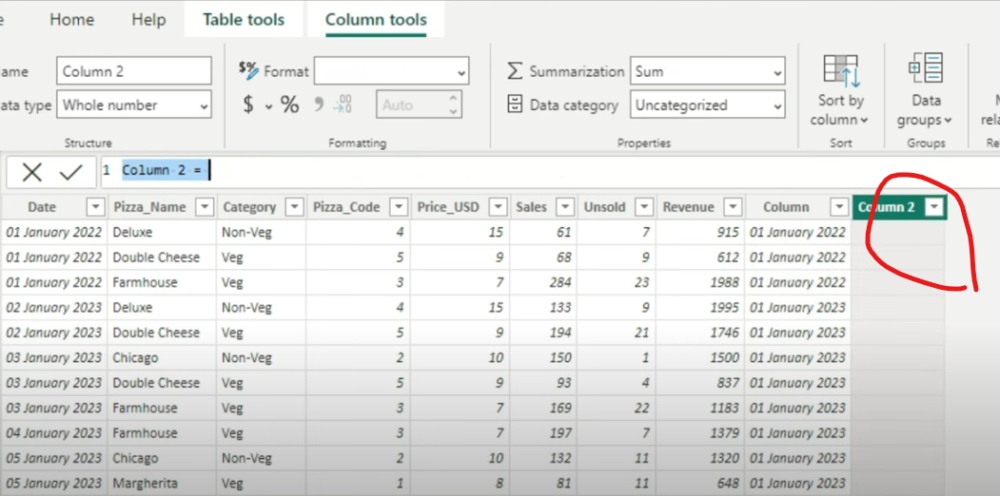 Home Help Table tools Column tools
ame Column 2 Format Summarization Sum Sort by column Data groups
ata type Whole number $ % Auto Data category Uncategorized
Structure Formatting Properties Sort Groups
1 Column 2 =
Date Pizza_Name Category Pizza_Code Price_USD Sales Unsold Revenue Column Column 2
01 January 2022 Deluxe Non-Veg 4 15 61 7 915 01 January 2022
01 January 2022 Double Cheese Veg 5 9 68 9 612 01 January 2022
01 January 2022 Farmhouse Veg 3 7 284 23 1988 01 January 2022
02 January 2023 Deluxe Non-Veg 4 15 133 9 1995 01 January 2023
02 January 2023 Double Cheese Veg 5 9 194 21 1746 01 January 2023
03 January 2023 Chicago Non-Veg 2 10 150 1 1500 01 January 2023
03 January 2023 Double Cheese Veg 5 9 93 4 837 01 January 2023
03 January 2023 Farmhouse Veg 3 7 169 22 1183 01 January 2023
04 January 2023 Farmhouse Veg 3 7 197 7 1379 01 January 2023
05 January 2023 Chicago Non-Veg 2 10 132 11 1320 01 January 2023
05 January 2023 Margherita Veg 1 8 81 11 648 01 January 2023